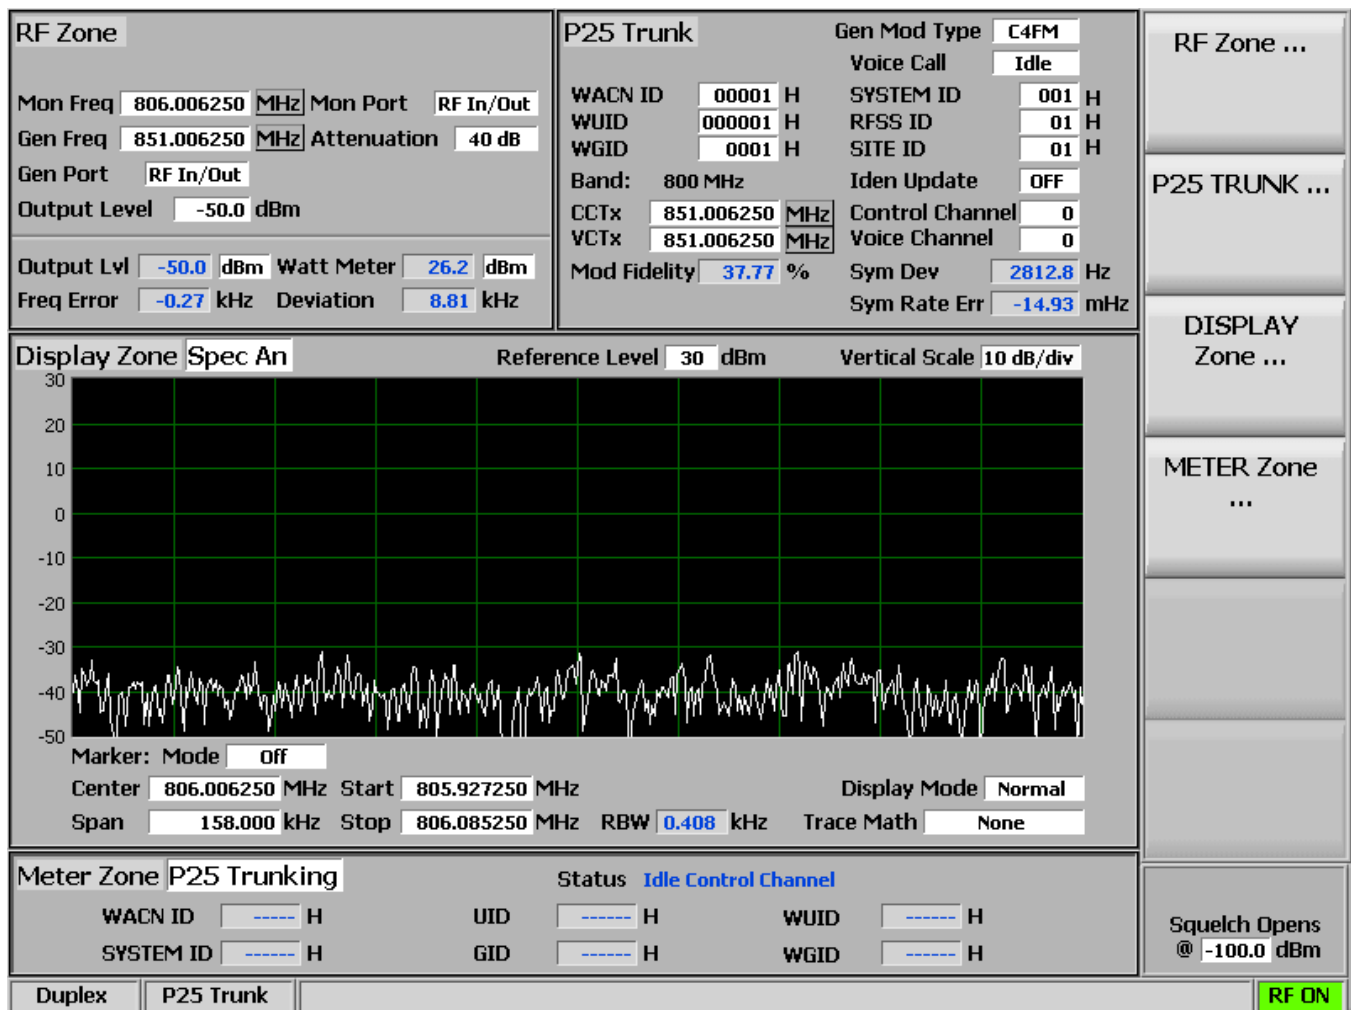 RF Zone
Mon Freq 806.006250 MHz Mon Port RF In/Out
Gen Freq 851.006250 MHz Attenuation 40 dB
Gen Port RF In/Out
Output Level -50.0 dBm
Output Lvl -50.0 dBm Watt Meter 26.2 dBm
Freq Error -0.27 kHz Deviation 8.81 kHz
P25 Trunk Gen Mod Type C4FM
Voice Call Idle
WACN ID 00001 H SYSTEM ID 001 H
WUID 000001 H RFSS ID 01 H
WGID 0001 H SITE ID 01 H
Band: 800 MHz Iden Update OFF
CCTx 851.006250 MHz Control Channel 0
VCTx 851.006250 MHz Voice Channel 0
Mod Fidelity 37.77 % Sym Dev 2812.8 Hz
Sym Rate Err -14.93 mHz
Display Zone Spec An Reference Level 30 dBm Vertical Scale 10 dB/div
30
20
10
0
-10
-20
-30
-40
-50
Marker: Mode Off
Center 806.006250 MHz Start 805.927250 MHz Display Mode Normal
Span 158.000 kHz Stop 806.085250 MHz RBW 0.408 kHz Trace Math None
Meter Zone P25 Trunking Status Idle Control Channel
WACN ID ----- H UID ------ H WUID ------ H
SYSTEM ID ------ H GID ------ H WGID ------ H
Duplex P25 Trunk
RF Zone ...
P25 TRUNK ...
DISPLAY
Zone ...
METER Zone
...
Squelch Opens
@ -100.0 dBm
RF ON